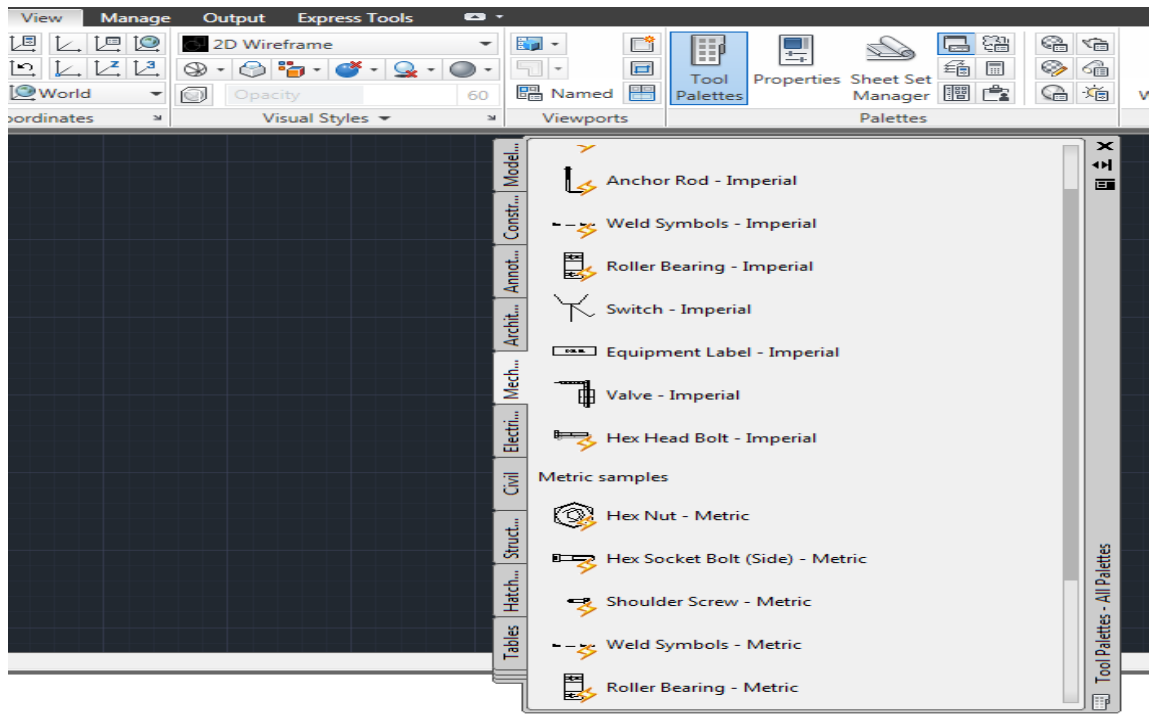 View Manage Output Express Tools
2D Wireframe
World
Opacity 60
Named
Tool Palettes
Properties
Sheet Set Manager
oordinates
Visual Styles
Viewports
Palettes
Model...
Constr...
Annot...
Archit...
Mech...
Electri...
Civil
Struct...
Hatch...
Tables
Anchor Rod - Imperial
Weld Symbols - Imperial
Roller Bearing - Imperial
Switch - Imperial
Equipment Label - Imperial
Valve - Imperial
Hex Head Bolt - Imperial
Metric samples
Hex Nut - Metric
Hex Socket Bolt (Side) - Metric
Shoulder Screw - Metric
Weld Symbols - Metric
Roller Bearing - Metric
Tool Palettes - All Palettes